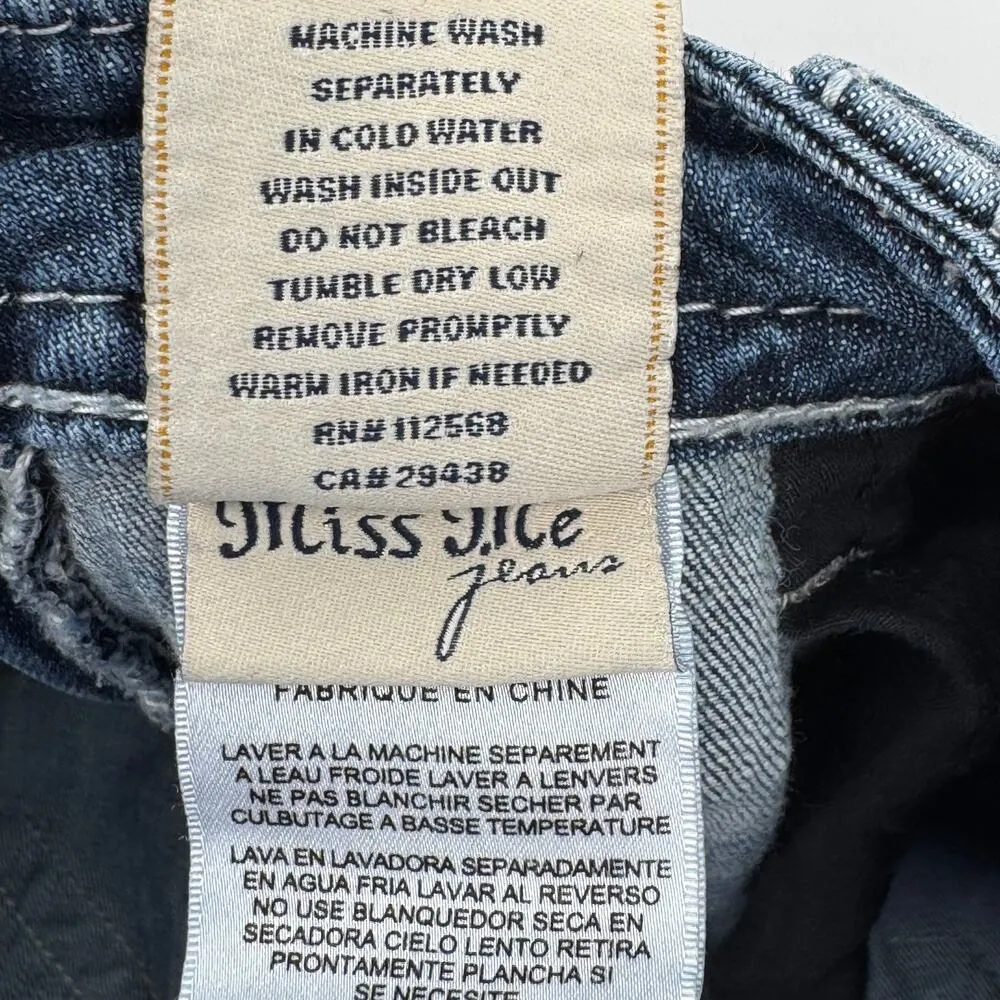 MACHINE WASH
SEPARATELY
IN COLD WATER
WASH INSIDE OUT
DO NOT BLEACH
TUMBLE DRY LOW
REMOVE PROMPTLY
WARM IRON IF NEEDED
RN# 112568
CA# 29438
Miss Me
jeans
FABRIQUE EN CHINE
LAVER A LA MACHINE SEPAREMENT
A LEAU FROIDE LAVER A LENVERS
NE PAS BLANCHIR SECHER PAR
CULBUTAGE A BASSE TEMPERATURE
LAVA EN LAVADORA SEPARADAMENTE
EN AGUA FRIA LAVAR AL REVERSO
NO USE BLANQUEDOR SECA EN
SECADORA CIELO LENTO RETIRA
PRONTAMENTE PLANCHA SI
SE NECESITE